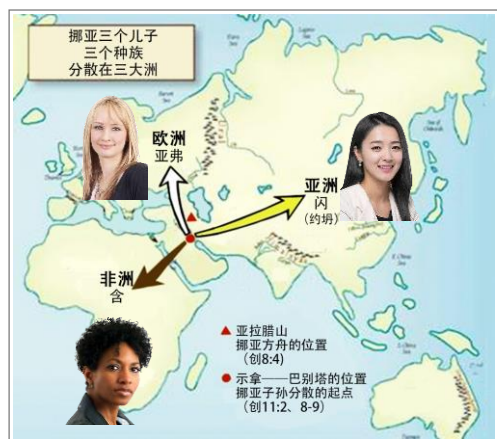 挪亚三个儿子
三个种族
分散在三大洲
欧洲
亚弗
亚洲
闪
(约坍)
非洲
含
亚拉腊山
挪亚方舟的位置
(创8:4)
示拿——巴别塔的位置
挪亚子孙分散的起点
(创11:2、8-9)